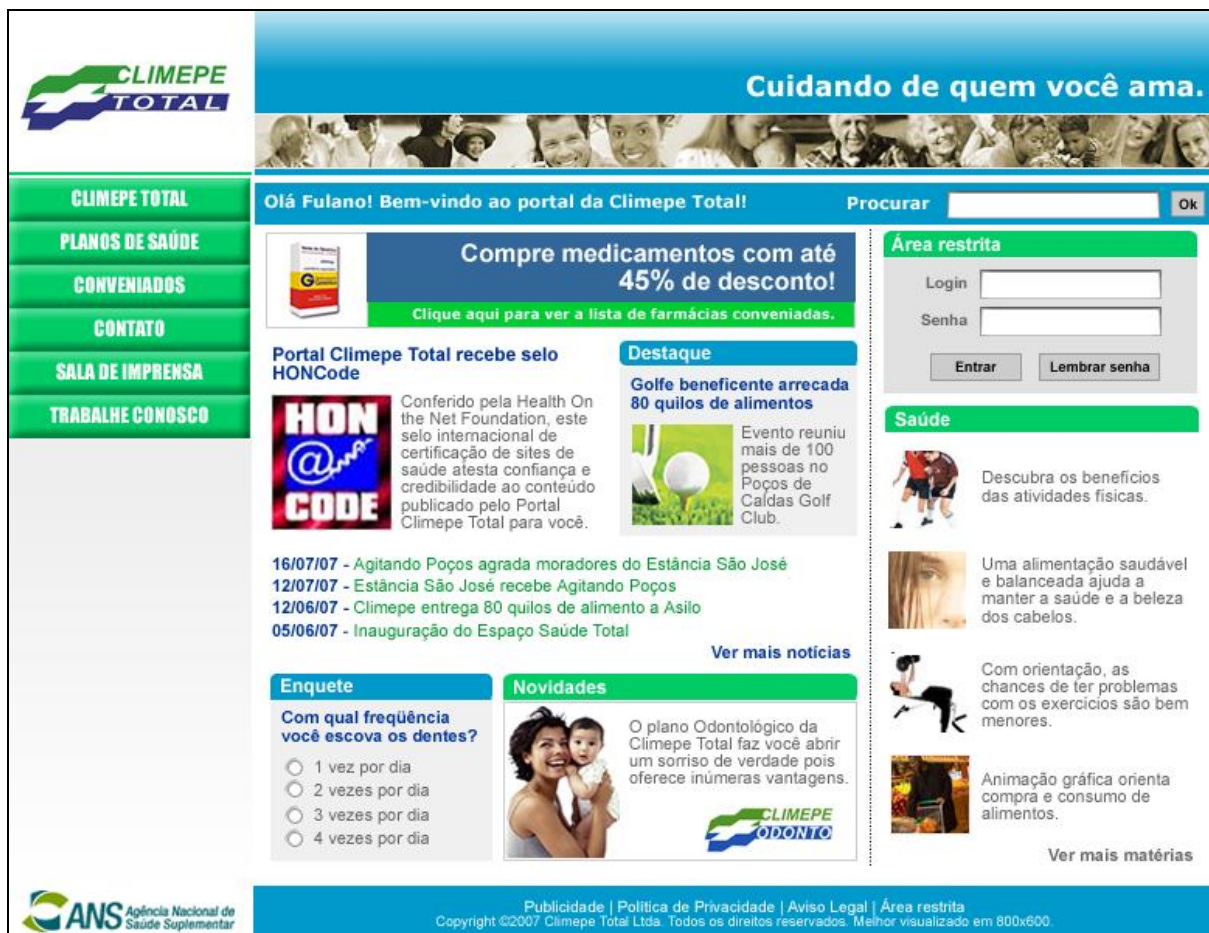 CLIMEPE
TOTAL
Cuidando de quem você ama.
CLIMEPE TOTAL
PLANOS DE SAÚDE
CONVENIADOS
CONTATO
SALA DE IMPRENSA
TRABALHE CONOSCO
Olá Fulano! Bem-vindo ao portal da Climepe Total!
Procurar
Ok
Compre medicamentos com até
45% de desconto!
Clique aqui para ver a lista de farmácias conveniadas.
Portal Climepe Total recebe selo
HONCode
HON
@
CODE
Conferido pela Health On
the Net Foundation, este
selo internacional de
certificação de sites de
saúde atesta confiança e
credibilidade ao conteúdo
publicado pelo Portal
Climepe Total para você.
Destaque
Golfe beneficente arrecada
80 quilos de alimentos
Evento reuniu
mais de 100
pessoas no
Poços de
Caldas Golf
Club.
16/07/07 - Agitando Poços agrada moradores do Estância São José
12/07/07 - Estância São José recebe Agitando Poços
12/06/07 - Climepe entrega 80 quilos de alimento a Asilo
05/06/07 - Inauguração do Espaço Saúde Total
Ver mais notícias
Enquete
Com qual freqüência
você escova os dentes?
1 vez por dia
2 vezes por dia
3 vezes por dia
4 vezes por dia
Novidades
O plano Odontológico da
Climepe Total faz você abrir
um sorriso de verdade pois
oferece inúmeras vantagens.
CLIMEPE
ODONTO
Área restrita
Login
Senha
Entrar
Lembrar senha
Saúde
Descubra os benefícios
das atividades físicas.
Uma alimentação saudável
e balanceada ajuda a
manter a saúde e a beleza
dos cabelos.
Com orientação, as
chances de ter problemas
com os exercicios são bem
menores.
Animação gráfica orienta
compra e consumo de
alimentos.
Ver mais matérias
ANS Agência Nacional de
Saúde Suplementar
Publicidade | Política de Privacidade | Aviso Legal | Área restrita
Copyright ©2007 Climepe Total Ltda. Todos os direitos reservados. Melhor visualizado em 800x600.